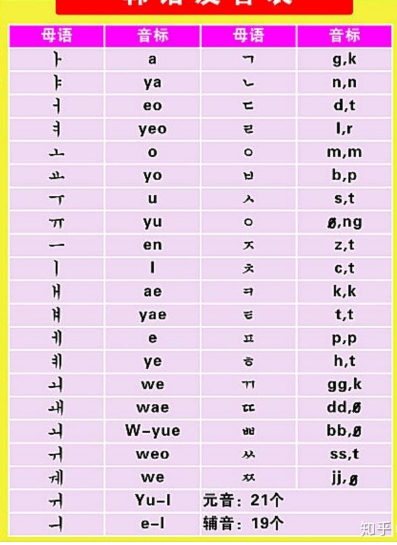 母语 音标 母语 音标
ㅏ a ㄱ g,k
ㅑ ya ㄴ n,n
ㅓ eo ㄷ d,t
ㅕ yeo ㄹ l,r
ㅗ o ㅇ m,m
ㅛ yo ㅂ b,p
ㅜ u ㅅ s,t
ㅠ yu ㅇ ø,ng
ㅡ en ㅈ z,t
ㅣ I ㅊ c,t
ㅐ ae ㅋ k,k
ㅒ yae ㅌ t,t
ㅔ e ㅍ p,p
ㅖ ye ㅎ h,t
ㅘ we ㄲ gg,k
ㅙ wae ㄸ dd,ø
ㅚ W-yue ㅃ bb,ø
ㅝ weo ㅆ ss,t
ㅞ we ㅉ jj,ø
ㅟ Yu-I 元音：21个
ㅢ e-I 辅音：19个
知乎